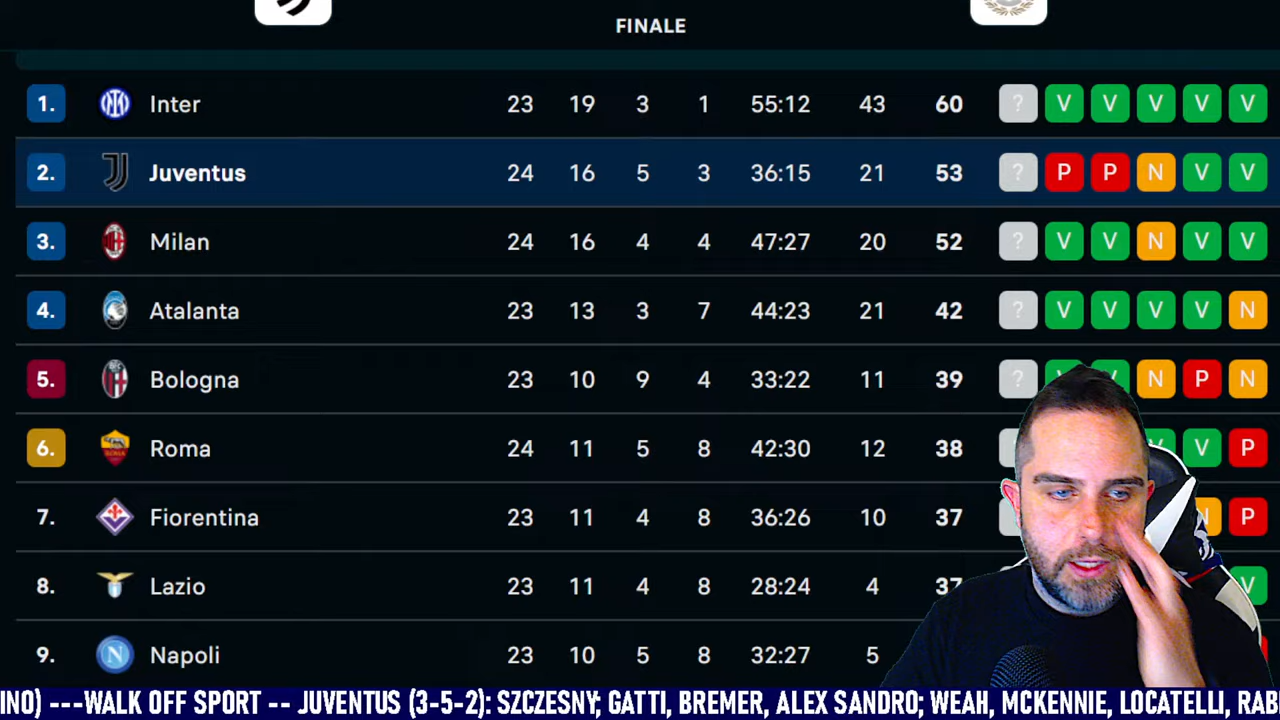 FINALE
1. Inter 23 19 3 1 55:12 43 60 ? V V V V V
2. Juventus 24 16 5 3 36:15 21 53 ? P P N V V
3. Milan 24 16 4 4 47:27 20 52 ? V V N V V
4. Atalanta 23 13 3 7 44:23 21 42 ? V V V V N
5. Bologna 23 10 9 4 33:22 11 39 ? V V N P N
6. Roma 24 11 5 8 42:30 12 38 V V P
7. Fiorentina 23 11 4 8 36:26 10 37 N P
8. Lazio 23 11 4 8 28:24 4 37 V
9. Napoli 23 10 5 8 32:27 5
INO) ---WALK OFF SPORT -- JUVENTUS (3-5-2): SZCZESNY; GATTI, BREMER, ALEX SANDRO; WEAH, MCKENNIE, LOCATELLI, RAB